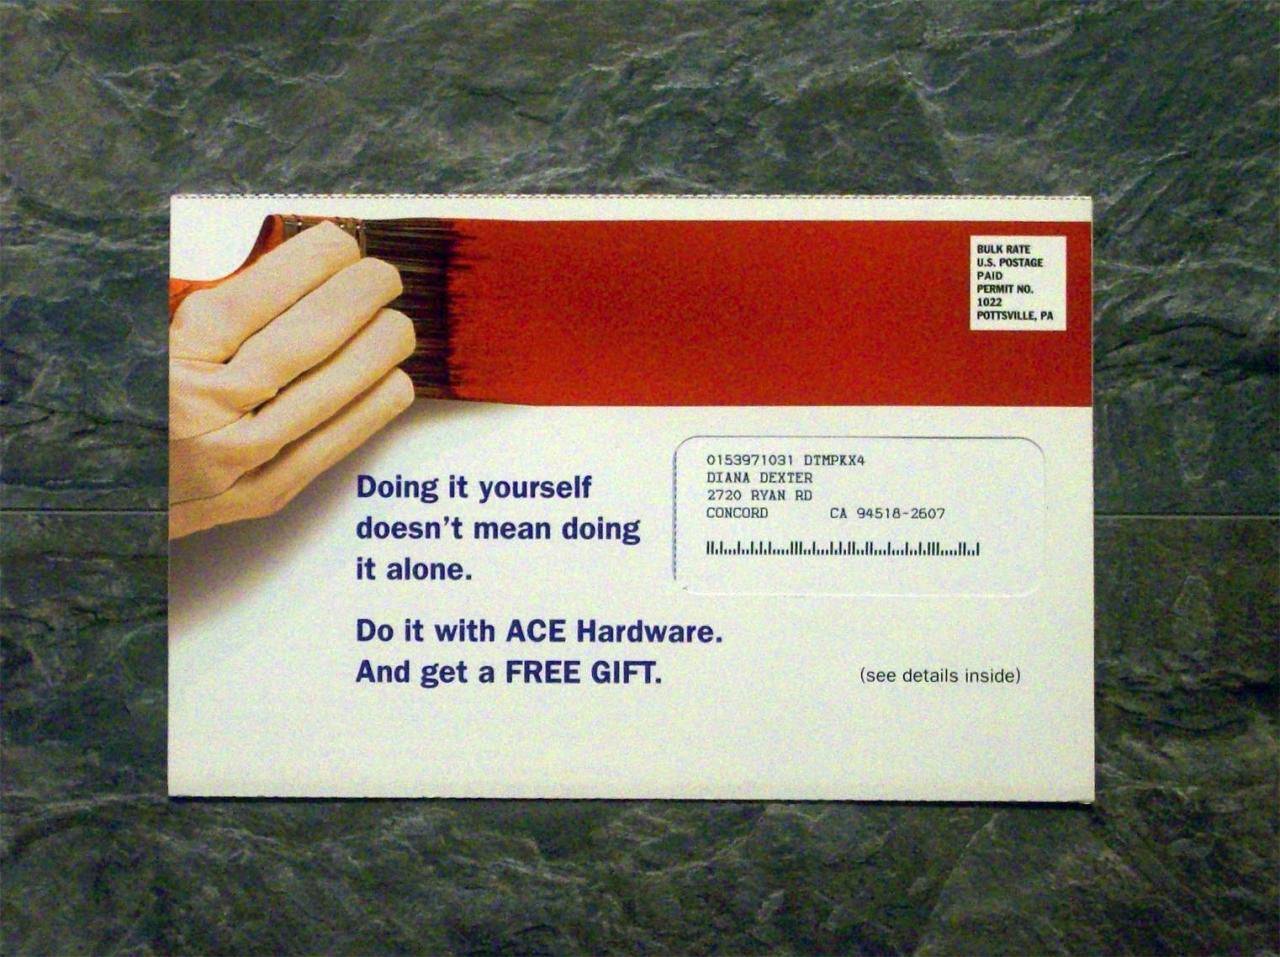 BULK RATE
U.S. POSTAGE
PAID
PERMIT NO.
1022
POTTSVILLE, PA
0153971031 DTMPKX4
DIANA DEXTER
2720 RYAN RD
CONCORD CA 94518-2607
Doing it yourself
doesn't mean doing
it alone.
Do it with ACE Hardware.
And get a FREE GIFT.
(see details inside)